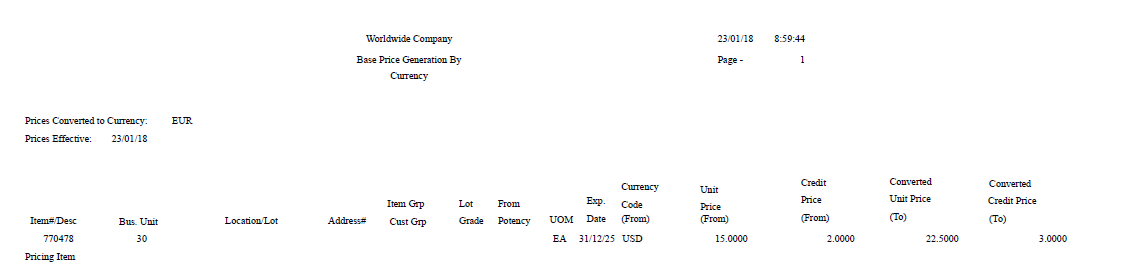 Worldwide Company 23/01/18 8:59:44
Base Price Generation By Page - 1
Currency
Prices Converted to Currency: EUR
Prices Effective: 23/01/18
Currency Unit Credit Converted Converted
Item Grp Lot From Exp. Code Price Price Unit Price Credit Price
Item#/Desc Bus. Unit Location/Lot Address# Cust Grp Grade Potency UOM Date (From) (From) (From) (To) (To)
770478 30 EA 31/12/25 USD 15.0000 2.0000 22.5000 3.0000
Pricing Item